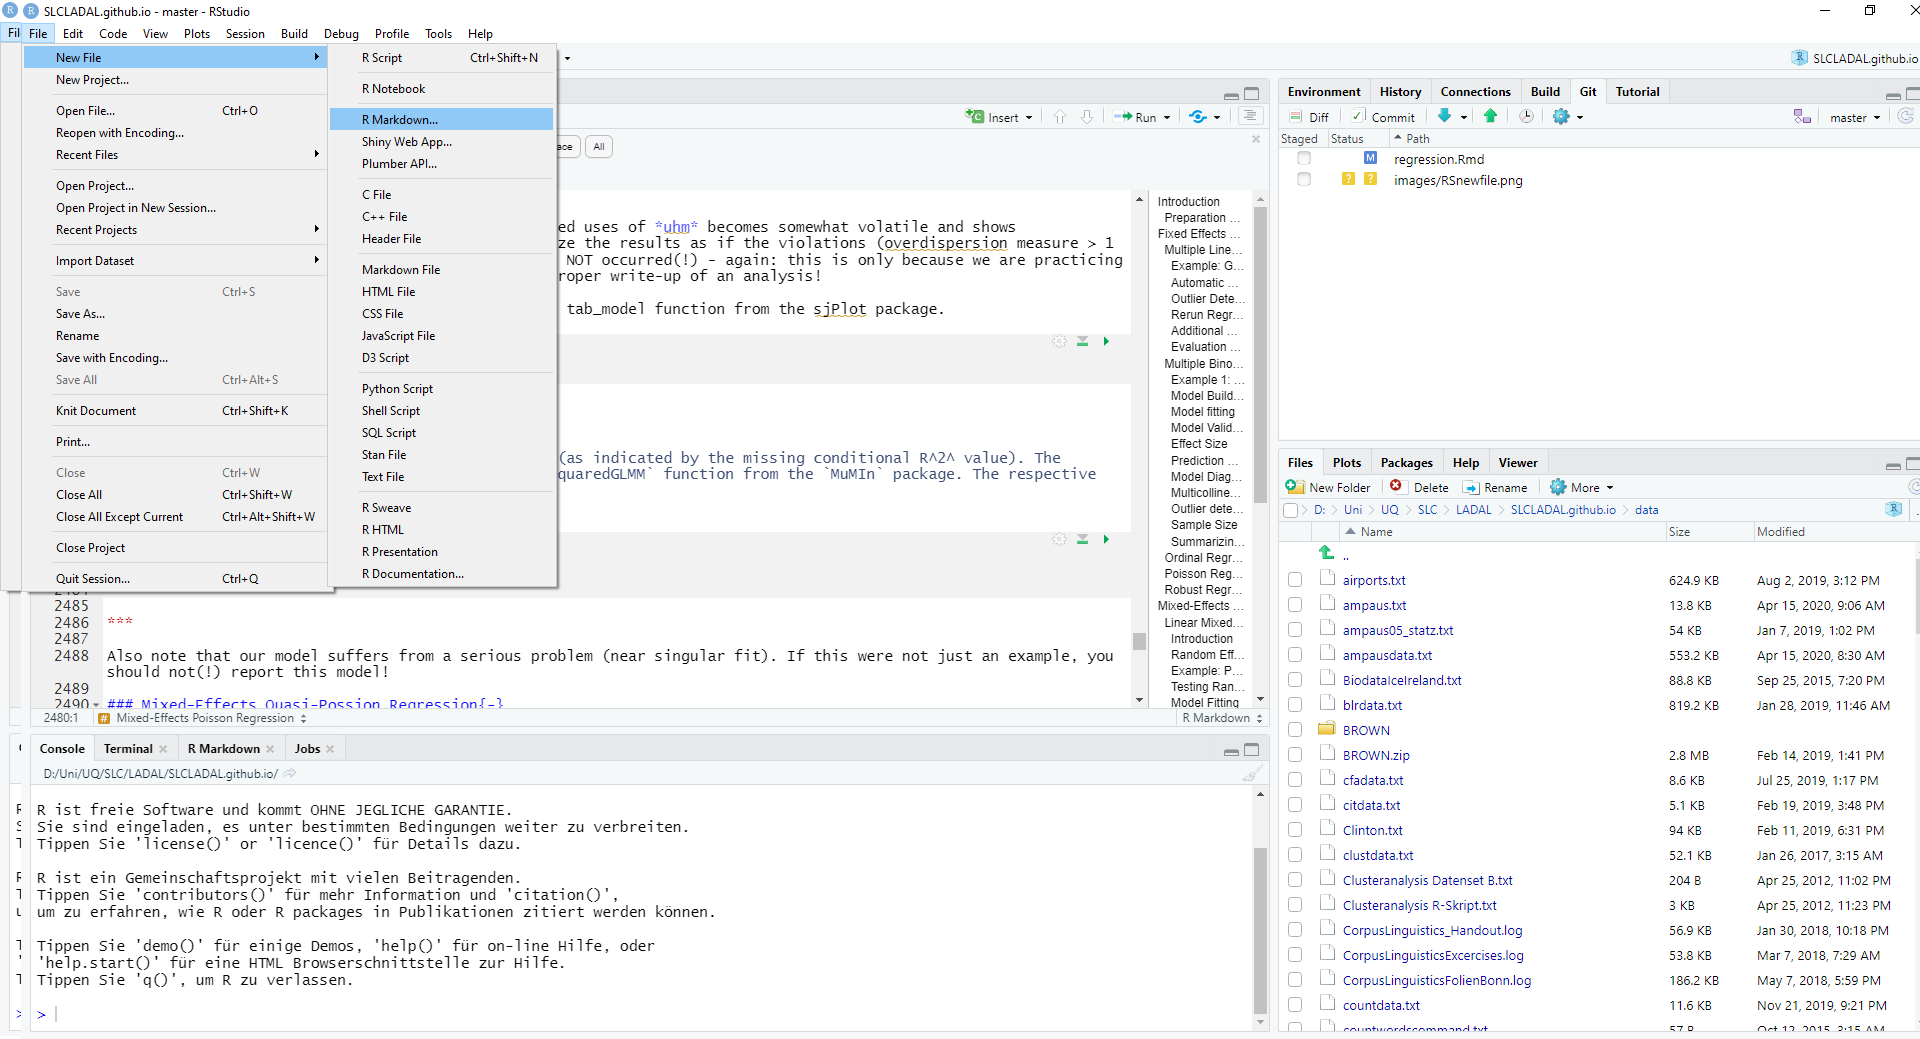 SLCLADAL.github.io - master - RStudio
File Edit Code View Plots Session Build Debug Profile Tools Help
SLCLADAL.github.io
New File
New Project...
Open File... Ctrl+O
Reopen with Encoding...
Recent Files
Open Project...
Open Project in New Session...
Recent Projects
Import Dataset
Save Ctrl+S
Save As...
Rename
Save with Encoding...
Save All Ctrl+Alt+S
Knit Document Ctrl+Shift+K
Print...
Close Ctrl+W
Close All Ctrl+Shift+W
Close All Except Current Ctrl+Alt+Shift+W
Close Project
Quit Session... Ctrl+Q
R Script Ctrl+Shift+N
R Notebook
R Markdown...
Shiny Web App...
Plumber API...
C File
C++ File
Header File
Markdown File
HTML File
CSS File
JavaScript File
D3 Script
Python Script
Shell Script
SQL Script
Stan File
Text File
R Sweave
R HTML
R Presentation
R Documentation...
Insert Run
ace All
ed uses of *uhm* becomes somewhat volatile and shows
ze the results as if the violations (overdispersion measure > 1
NOT occurred(!) - again: this is only because we are practicing
roper write-up of an analysis!
tab_model function from the sjPlot package.
(as indicated by the missing conditional R^2^ value). The
quaredGLMM` function from the `MuMIn` package. The respective
2485
2486 ***
2487
2488 Also note that our model suffers from a serious problem (near singular fit). If this were not just an example, you
should not(!) report this model!
2489
2490 ### Mixed-Effects Quasi-Possion Regression{-}
2480:1 # Mixed-Effects Poisson Regression R Markdown
Introduction
Preparation ...
Fixed Effects ...
Multiple Line...
Example: G...
Automatic ...
Outlier Dete...
Rerun Regr...
Additional ...
Evaluation ...
Multiple Bino...
Example 1: ...
Model Build...
Model fitting
Model Valid...
Effect Size
Prediction ...
Model Diag...
Multicolline...
Outlier dete...
Sample Size
Summarizin...
Ordinal Regr...
Poisson Reg...
Robust Regr...
Mixed-Effects ...
Linear Mixed...
Introduction
Random Eff...
Example: P...
Testing Ran...
Model Fitting
Console Terminal R Markdown Jobs
D:/Uni/UQ/SLC/LADAL/SLCLADAL.github.io/
R ist freie Software und kommt OHNE JEGLICHE GARANTIE.
Sie sind eingeladen, es unter bestimmten Bedingungen weiter zu verbreiten.
Tippen Sie 'license()' or 'licence()' für Details dazu.
R ist ein Gemeinschaftsprojekt mit vielen Beitragenden.
Tippen Sie 'contributors()' für mehr Information und 'citation()',
um zu erfahren, wie R oder R packages in Publikationen zitiert werden können.
Tippen Sie 'demo()' für einige Demos, 'help()' für on-line Hilfe, oder
'help.start()' für eine HTML Browserschnittstelle zur Hilfe.
Tippen Sie 'q()', um R zu verlassen.
>
Environment History Connections Build Git Tutorial
Diff Commit master
Staged Status Path
M regression.Rmd
? ? images/RSnewfile.png
Files Plots Packages Help Viewer
New Folder Delete Rename More
D: Uni UQ SLC LADAL SLCLADAL.github.io data
Name Size Modified
..
airports.txt 624.9 KB Aug 2, 2019, 3:12 PM
ampaus.txt 13.8 KB Apr 15, 2020, 9:06 AM
ampaus05_statz.txt 54 KB Jan 7, 2019, 1:02 PM
ampausdata.txt 553.2 KB Apr 15, 2020, 8:30 AM
BiodataIceIreland.txt 88.8 KB Sep 25, 2015, 7:20 PM
blrdata.txt 819.2 KB Jan 28, 2019, 11:46 AM
BROWN
BROWN.zip 2.8 MB Feb 14, 2019, 1:41 PM
cfadata.txt 8.6 KB Jul 25, 2019, 1:17 PM
citdata.txt 5.1 KB Feb 19, 2019, 3:48 PM
Clinton.txt 94 KB Feb 11, 2019, 6:31 PM
clustdata.txt 52.1 KB Jan 26, 2017, 3:15 AM
Clusteranalysis Datenset B.txt 204 B Apr 25, 2012, 11:02 PM
Clusteranalysis R-Skript.txt 3 KB Apr 25, 2012, 11:23 PM
CorpusLinguistics_Handout.log 56.9 KB Jan 30, 2018, 10:18 PM
CorpusLinguisticsExcercises.log 53.8 KB Mar 7, 2018, 7:29 AM
CorpusLinguisticsFolienBonn.log 186.2 KB May 7, 2018, 5:59 PM
countdata.txt 11.6 KB Nov 21, 2019, 9:21 PM
countwordscommand.txt 57 B Oct 12, 2015, 3:15 AM